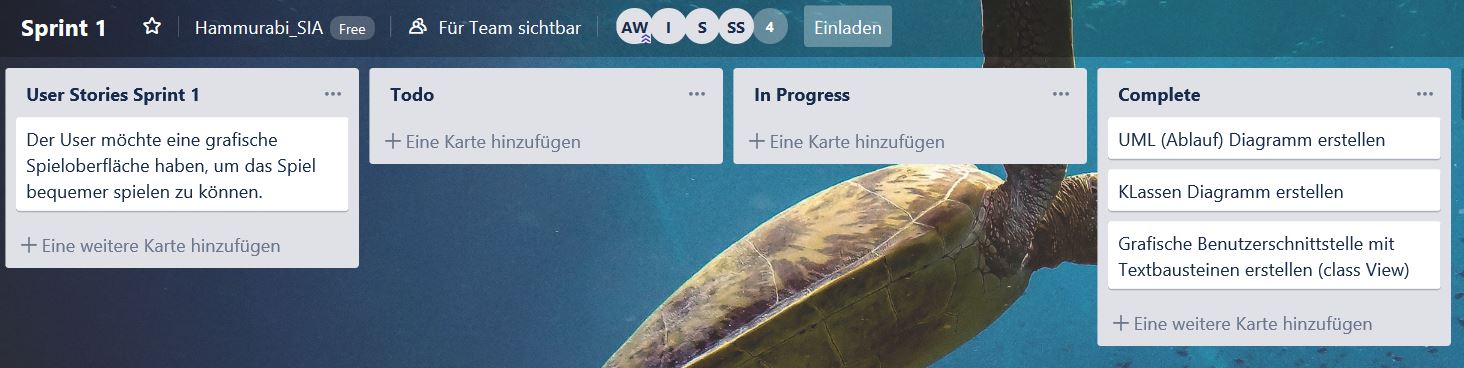 Sprint 1
Hammurabi_SIA Free
Für Team sichtbar
AW I S SS 4
Einladen
User Stories Sprint 1
Der User möchte eine grafische
Spieloberfläche haben, um das Spiel
bequemer spielen zu können.
Eine weitere Karte hinzufügen
Todo
Eine Karte hinzufügen
In Progress
Eine Karte hinzufügen
Complete
UML (Ablauf) Diagramm erstellen
KLassen Diagramm erstellen
Grafische Benutzerschnittstelle mit
Textbausteinen erstellen (class View)
Eine weitere Karte hinzufügen